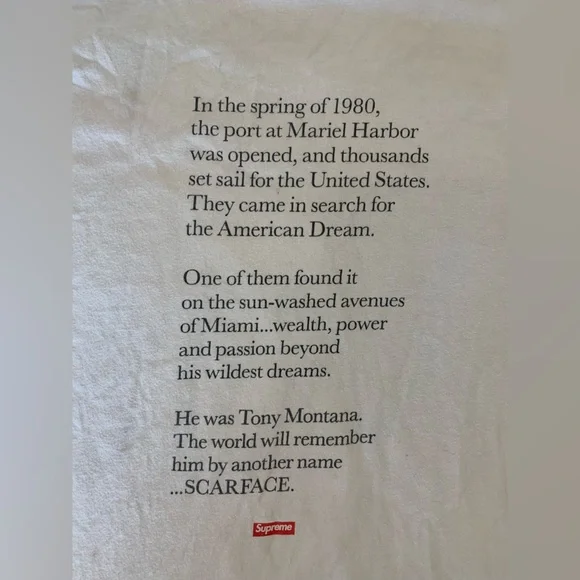 In the spring of 1980,
the port at Mariel Harbor
was opened, and thousands
set sail for the United States.
They came in search for
the American Dream.
One of them found it
on the sun-washed avenues
of Miami...wealth, power
and passion beyond
his wildest dreams.
He was Tony Montana.
The world will remember
him by another name
...SCARFACE.
Supreme